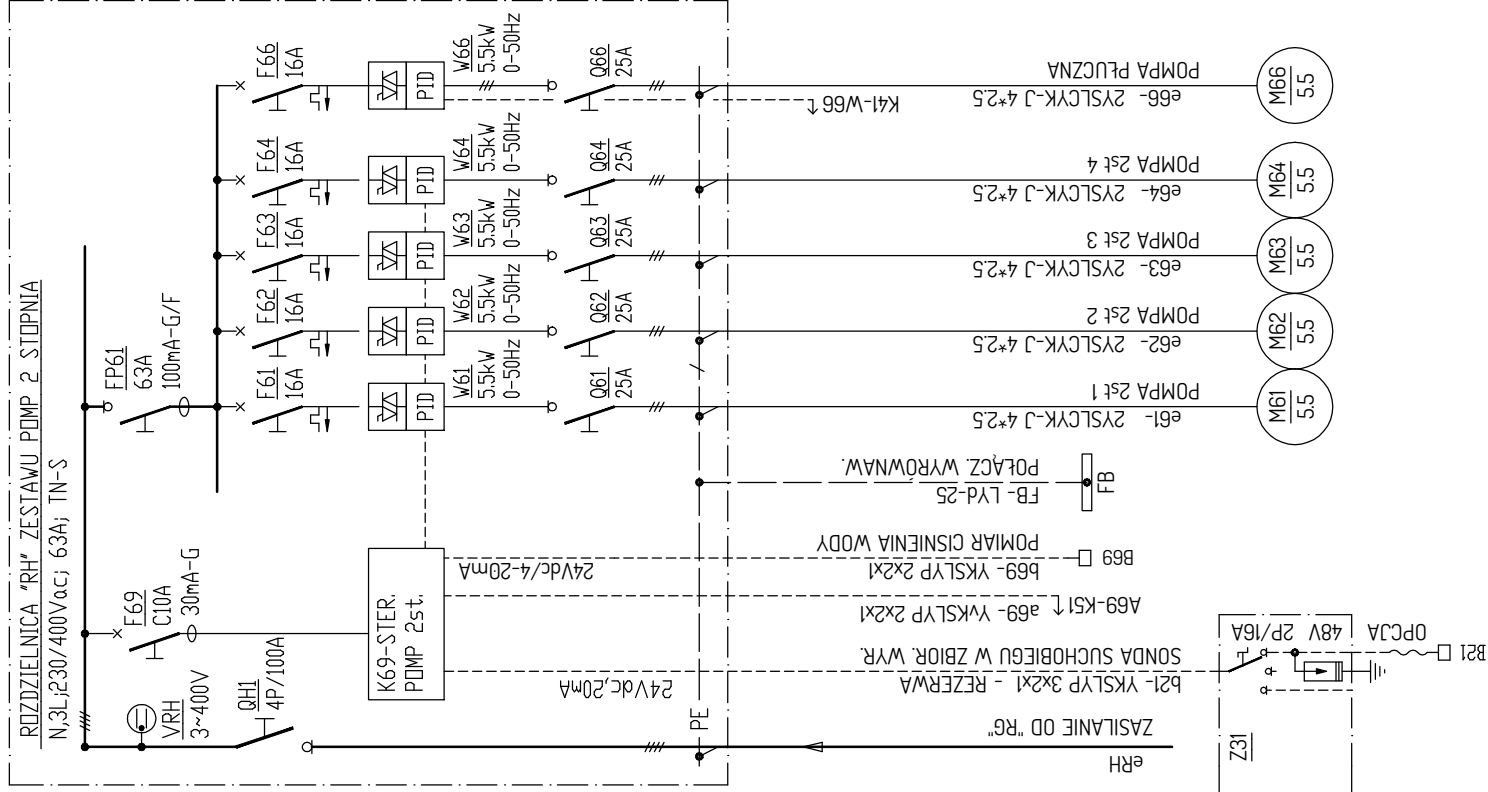 ROZDZIELNICA "RH" ZESTAWU POMP 2 STOPNIA
N,3L;230/400Vac; 63A; TN-S
VRH
3~400V
QH1
4P/100A
F69
C10A
30mA-G
FP61
63A
100mA-G/F
F61
16A
F62
16A
F63
16A
F64
16A
F66
16A
K69-STER.
POMP 2st.
PID
PID
PID
PID
PID
W61
5.5kW
0-50Hz
W62
5.5kW
0-50Hz
W63
5.5kW
0-50Hz
W64
5.5kW
0-50Hz
W66
5.5kW
0-50Hz
Q61
25A
Q62
25A
Q63
25A
Q64
25A
Q66
25A
PE
eRH
ZASILANIE OD "RG"
24Vdc,20mA
b21- YKSLYP 3x2x1 - REZERWA
SONDA SUCHOBIEGU W ZBIOR. WYR.
a69- YvKSLYP 2x2x1
A69-K51
24Vdc/4-20mA
b69- YKSLYP 2x2x1
POMIAR CISNIENIA WODY
B69
FB- LYd-25
POŁĄCZ. WYRÓWNAW.
FB
e61- 2YSLCYK-J 4*2.5
POMPA 2st 1
e62- 2YSLCYK-J 4*2.5
POMPA 2st 2
e63- 2YSLCYK-J 4*2.5
POMPA 2st 3
e64- 2YSLCYK-J 4*2.5
POMPA 2st 4
K41-W66
e66- 2YSLCYK-J 4*2.5
POMPA PŁUCZNA
M61
5.5
M62
5.5
M63
5.5
M64
5.5
M66
5.5
Z31
48V 2P/16A
OPCJA
B21